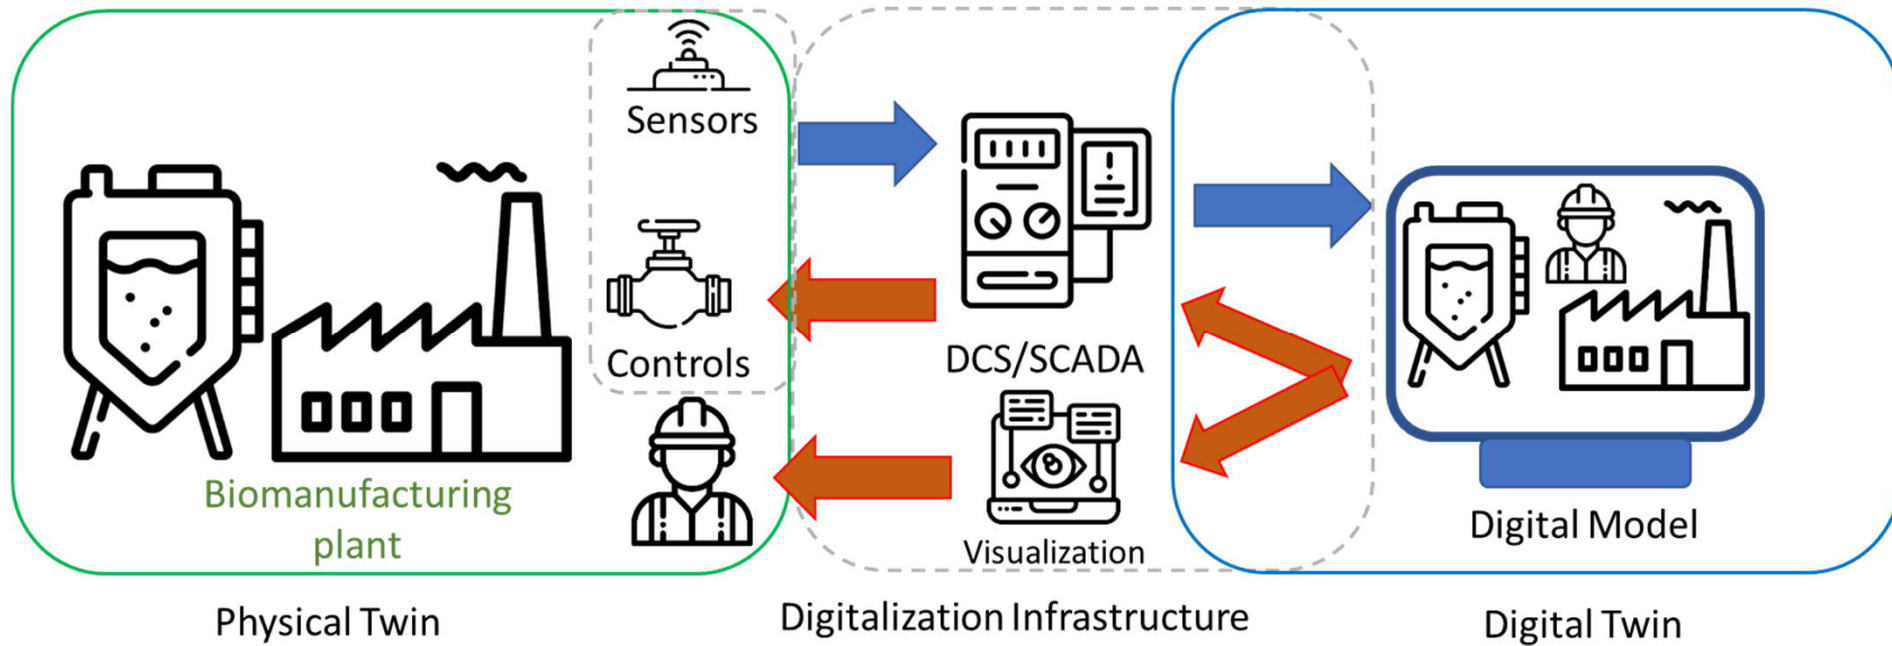 Sensors
Controls
Biomanufacturing
plant
DCS/SCADA
Visualization
Digital Model
Physical Twin
Digitalization Infrastructure
Digital Twin